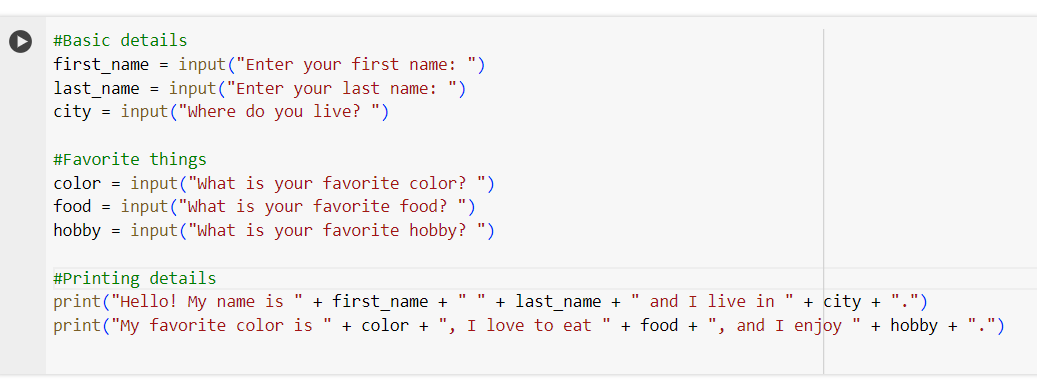 #Basic details
first_name = input("Enter your first name: ")
last_name = input("Enter your last name: ")
city = input("Where do you live? ")
#Favorite things
color = input("What is your favorite color? ")
food = input("What is your favorite food? ")
hobby = input("What is your favorite hobby? ")
#Printing details
print("Hello! My name is " + first_name + " " + last_name + " and I live in " + city + ".")
print("My favorite color is " + color + ", I love to eat " + food + ", and I enjoy " + hobby + ".")